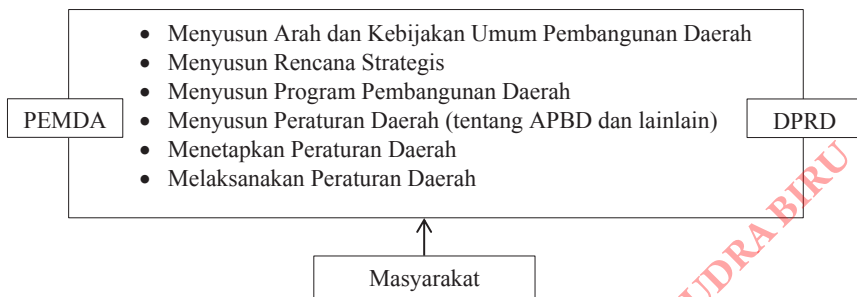 • Menyusun Arah dan Kebijakan Umum Pembangunan Daerah
• Menyusun Rencana Strategis
• Menyusun Program Pembangunan Daerah
• Menyusun Peraturan Daerah (tentang APBD dan lainlain)
• Menetapkan Peraturan Daerah
• Melaksanakan Peraturan Daerah
PEMDA
DPRD
Masyarakat
BIRU